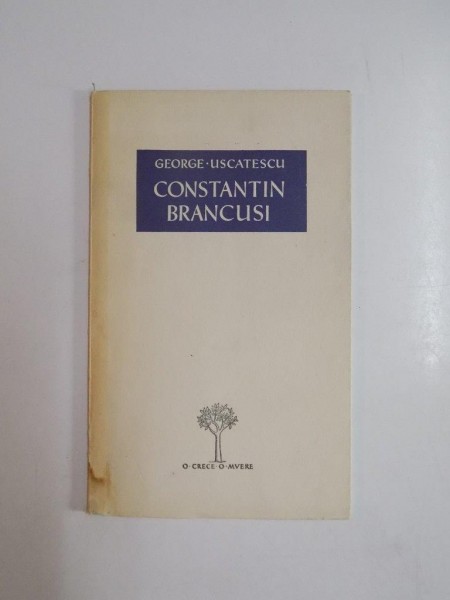 GEORGE·USCATESCU
CONSTANTIN
BRANCUSI
O·CRECE·O·MVERE